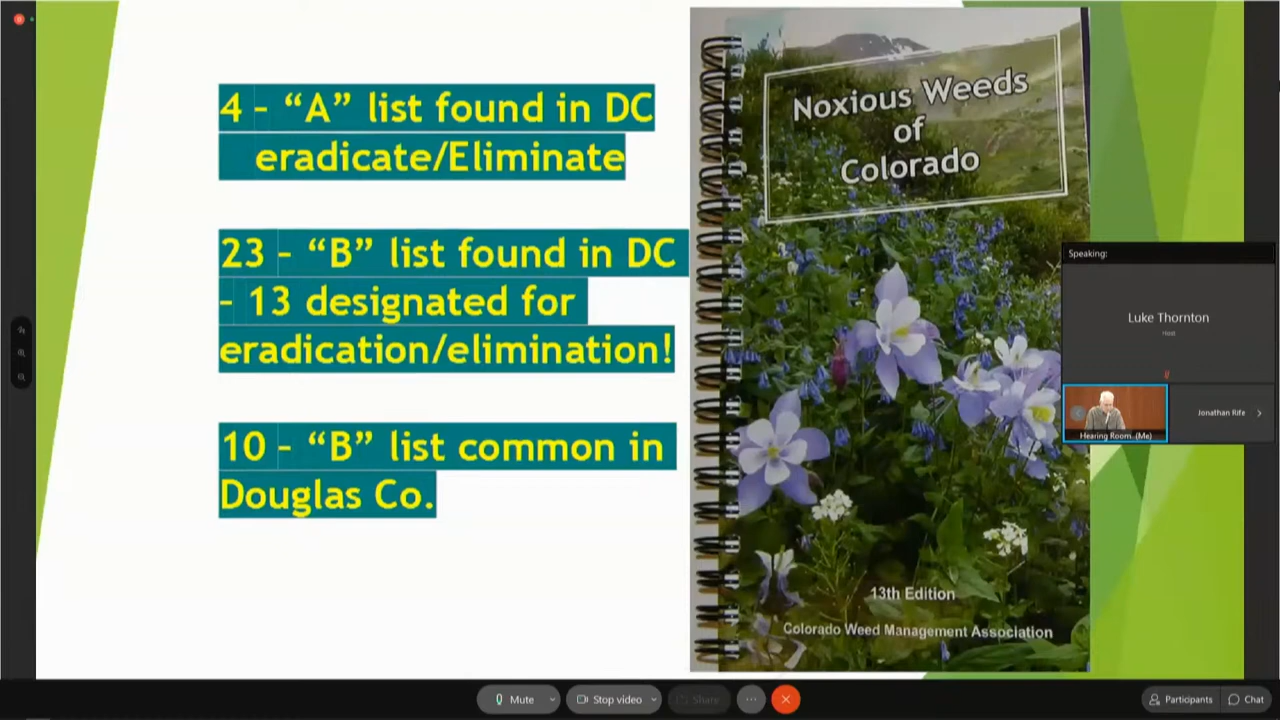 4 - “A” list found in DC
eradicate/Eliminate
23 - “B” list found in DC
- 13 designated for
eradication/elimination!
10 - “B” list common in
Douglas Co.
Noxious Weeds
of
Colorado
13th Edition
Colorado Weed Management Association
Speaking:
Luke Thornton
Host
Hearing Room (Me)
Jonathan Rife
Mute
Stop video
Share
Participants
Chat